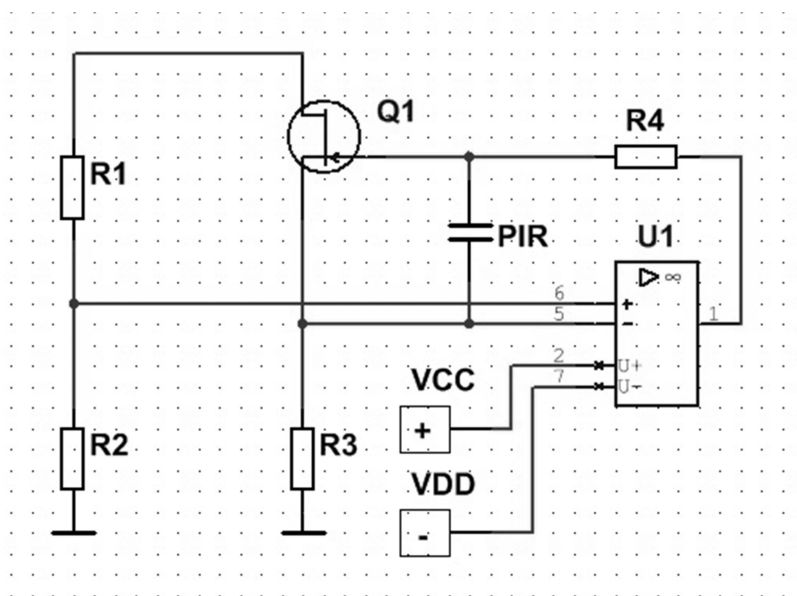 Q1
R4
R1
PIR
U1
∞
6
+
5
-
1
2
U+
7
U-
VCC
+
R2
R3
VDD
-